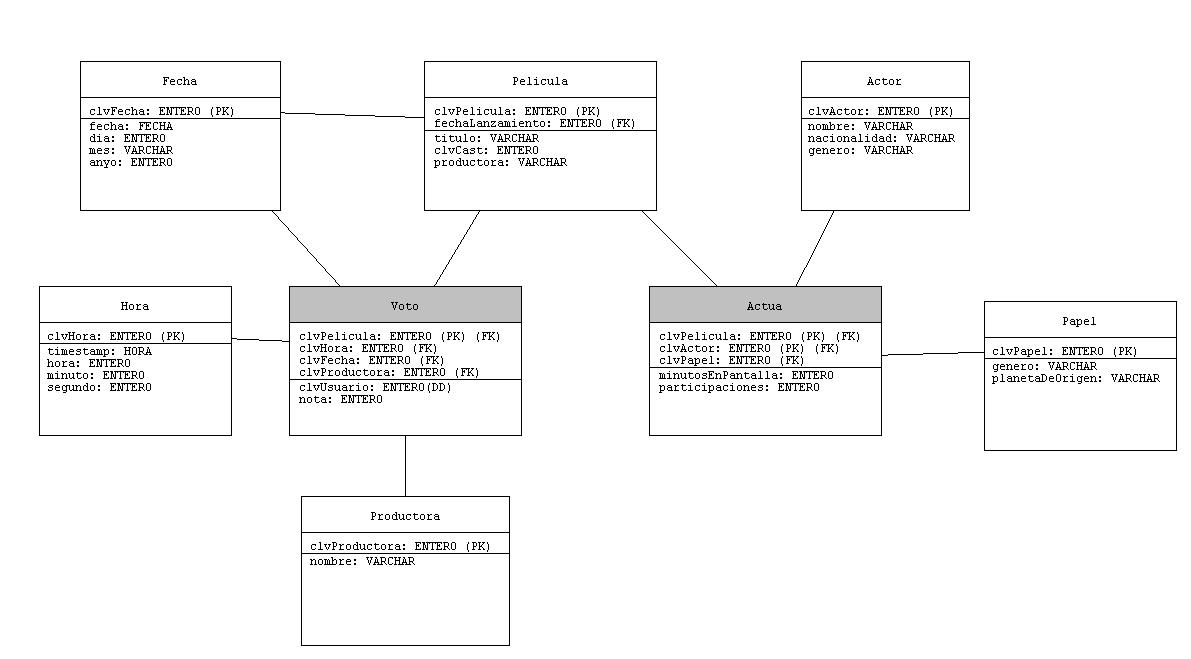 Fecha
clvFecha: ENTERO (PK)
fecha: FECHA
dia: ENTERO
mes: VARCHAR
anyo: ENTERO
Pelicula
clvPelicula: ENTERO (PK)
fechaLanzamiento: ENTERO (FK)
titulo: VARCHAR
clvCast: ENTERO
productora: VARCHAR
Actor
clvActor: ENTERO (PK)
nombre: VARCHAR
nacionalidad: VARCHAR
genero: VARCHAR
Hora
clvHora: ENTERO (PK)
timestamp: HORA
hora: ENTERO
minuto: ENTERO
segundo: ENTERO
Voto
clvPelicula: ENTERO (PK) (FK)
clvHora: ENTERO (FK)
clvFecha: ENTERO (FK)
clvProductora: ENTERO (FK)
clvUsuario: ENTERO(DD)
nota: ENTERO
Actua
clvPelicula: ENTERO (PK) (FK)
clvActor: ENTERO (PK) (FK)
clvPapel: ENTERO (FK)
minutosEnPantalla: ENTERO
participaciones: ENTERO
Papel
clvPapel: ENTERO (PK)
genero: VARCHAR
planetaDeOrigen: VARCHAR
Productora
clvProductora: ENTERO (PK)
nombre: VARCHAR